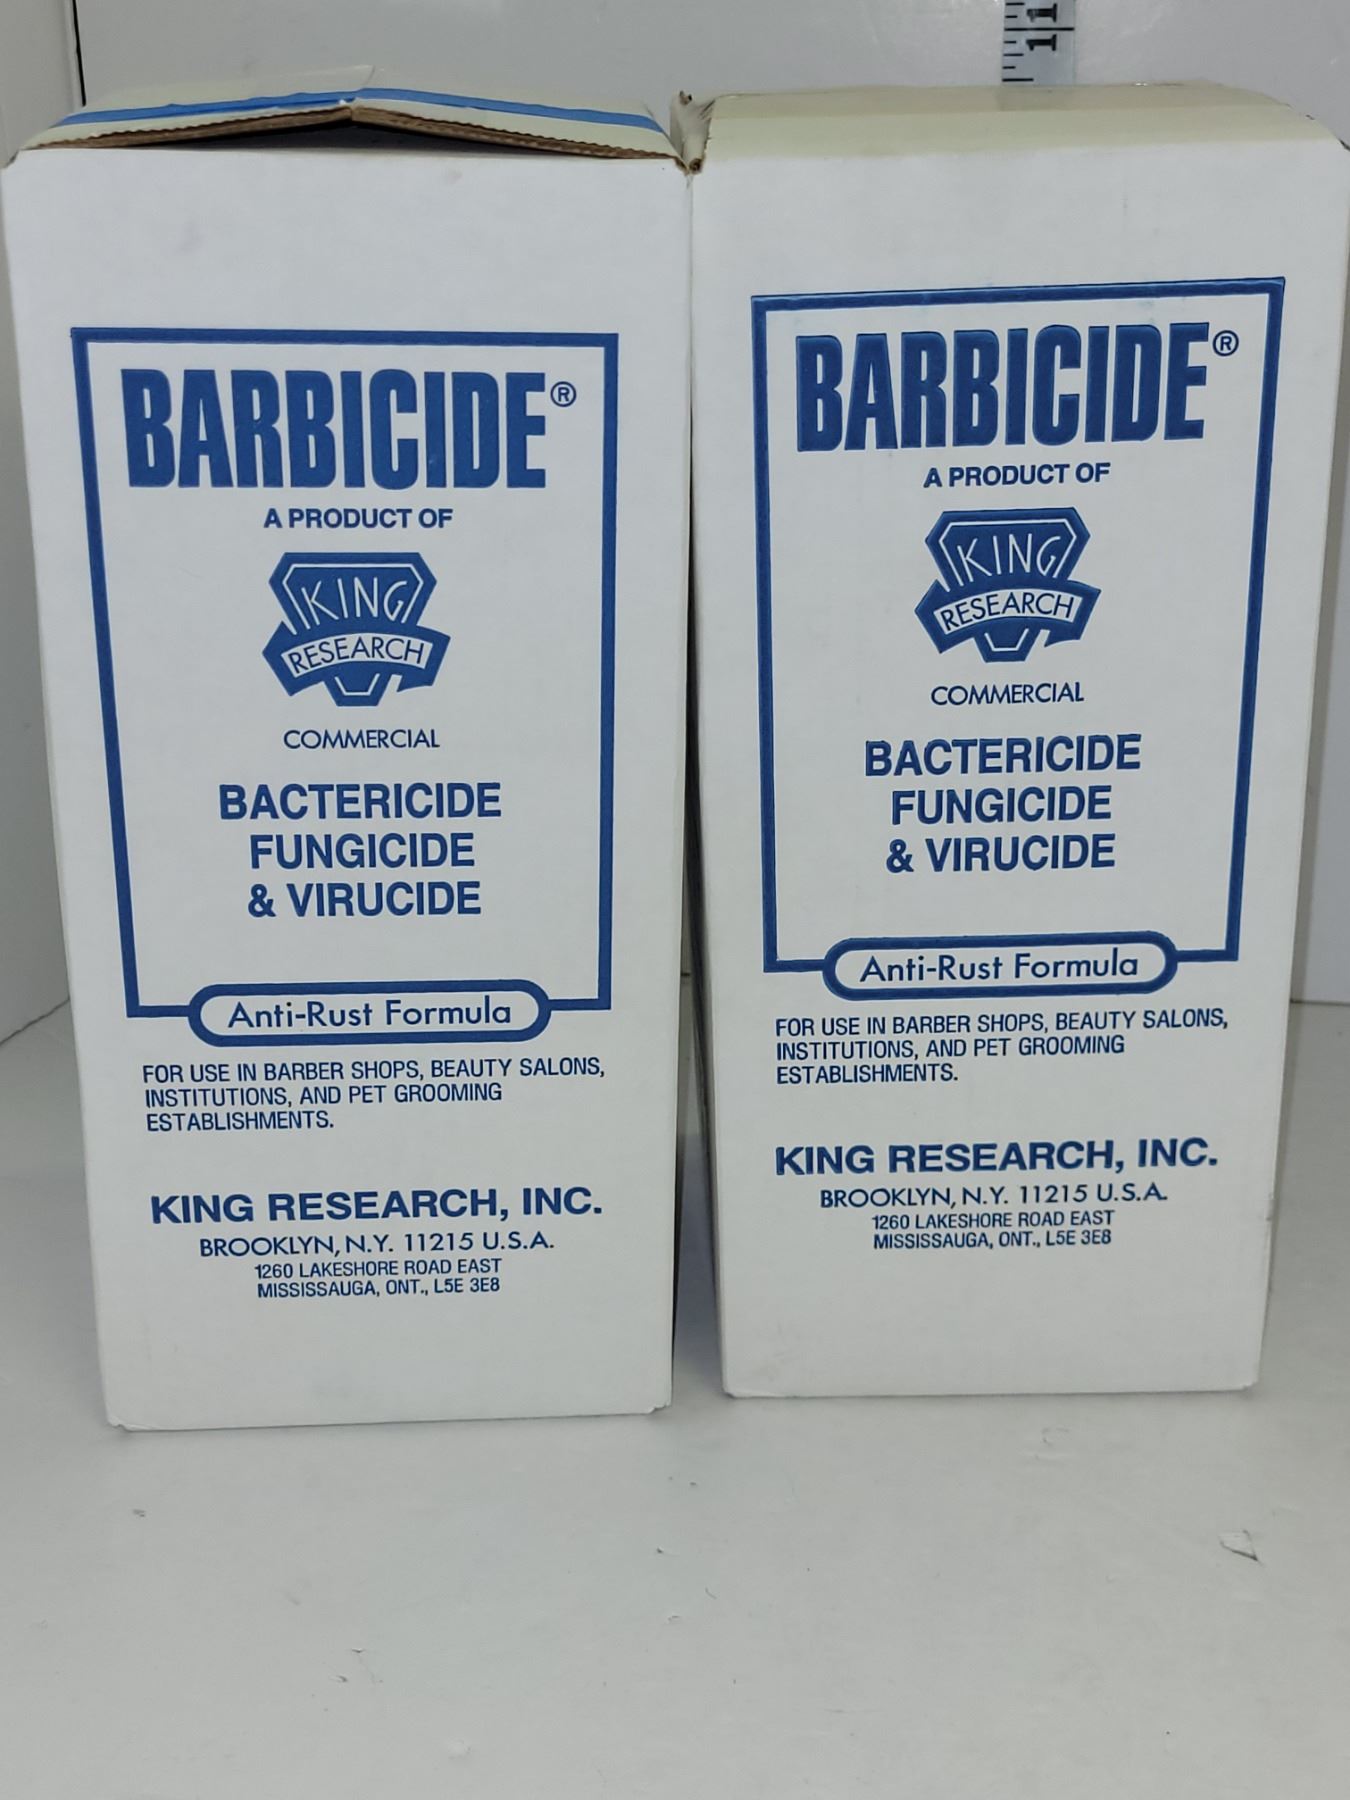 BARBICIDE®
A PRODUCT OF
KING
RESEARCH
COMMERCIAL
BACTERICIDE
FUNGICIDE
& VIRUCIDE
Anti-Rust Formula
FOR USE IN BARBER SHOPS, BEAUTY SALONS,
INSTITUTIONS, AND PET GROOMING
ESTABLISHMENTS.
KING RESEARCH, INC.
BROOKLYN, N.Y. 11215 U.S.A.
1260 LAKESHORE ROAD EAST
MISSISSAUGA, ONT., L5E 3E8
11
11
BARBICIDE®
A PRODUCT OF
KING
RESEARCH
COMMERCIAL
BACTERICIDE
FUNGICIDE
& VIRUCIDE
Anti-Rust Formula
FOR USE IN BARBER SHOPS, BEAUTY SALONS,
INSTITUTIONS, AND PET GROOMING
ESTABLISHMENTS.
KING RESEARCH, INC.
BROOKLYN, N.Y. 11215 U.S.A.
1260 LAKESHORE ROAD EAST
MISSISSAUGA, ONT., L5E 3E8